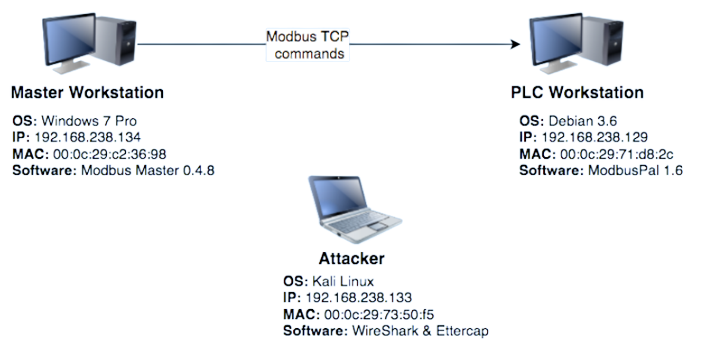 Modbus TCP
commands
Master Workstation
OS: Windows 7 Pro
IP: 192.168.238.134
MAC: 00:0c:29:c2:36:98
Software: Modbus Master 0.4.8
PLC Workstation
OS: Debian 3.6
IP: 192.168.238.129
MAC: 00:0c:29:71:d8:2c
Software: ModbusPal 1.6
Attacker
OS: Kali Linux
IP: 192.168.238.133
MAC: 00:0c:29:73:50:f5
Software: WireShark & Ettercap